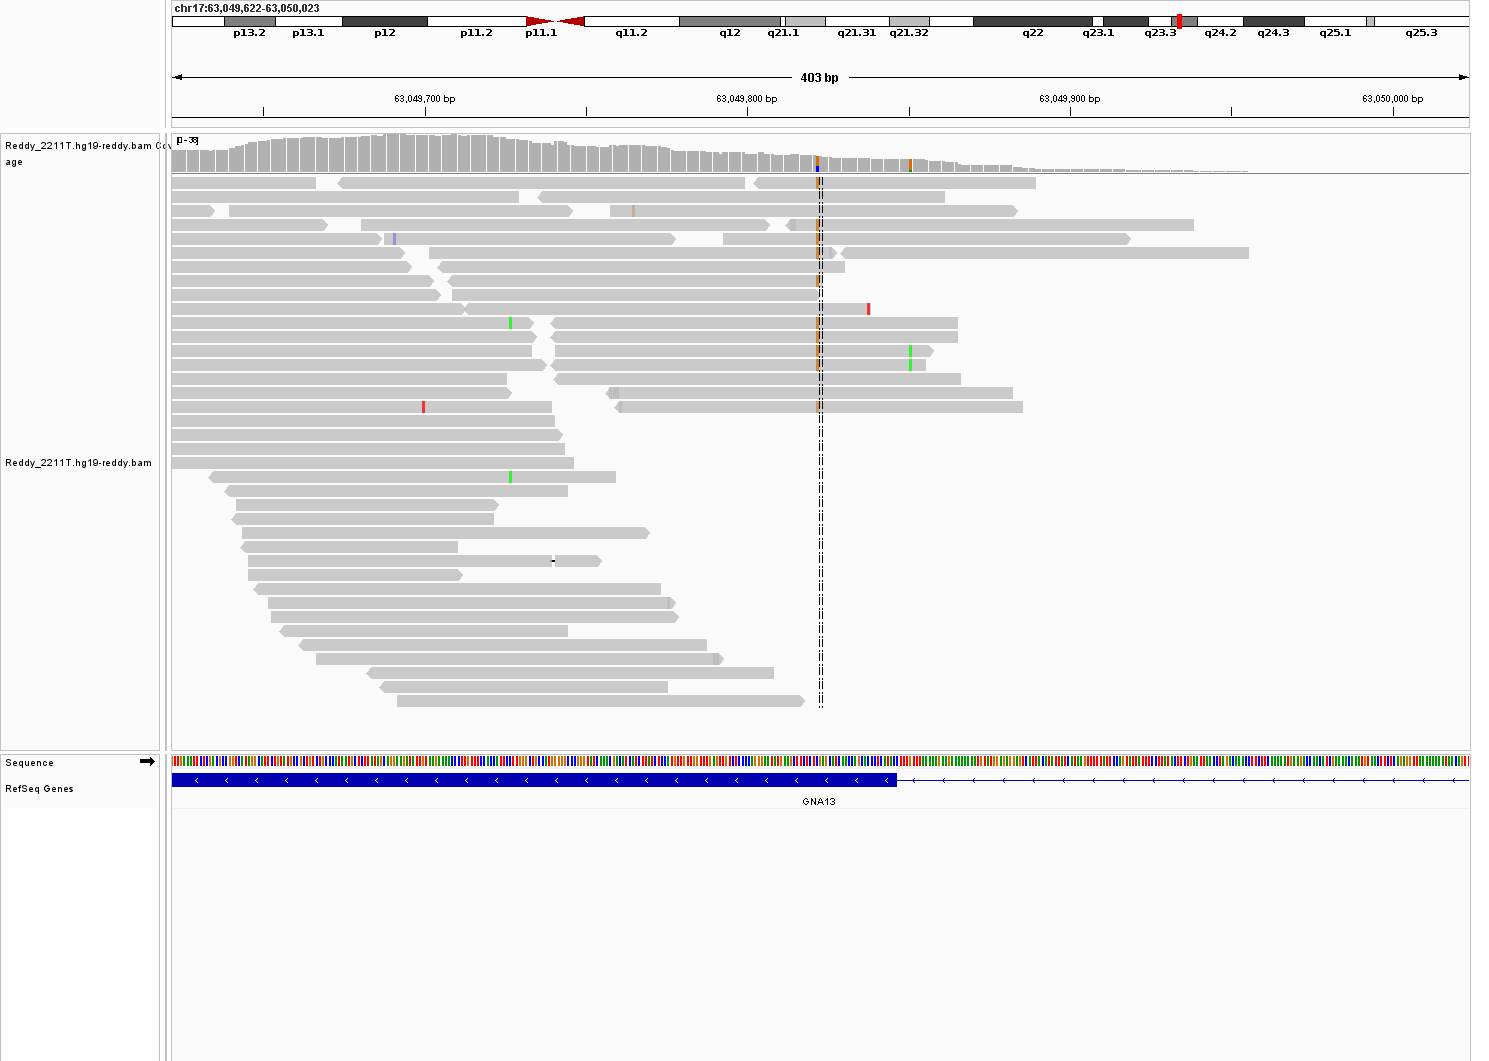 chr17:63,049,622-63,050,023
p13.2 p13.1 p12 p11.2 p11.1 q11.2 q12 q21.1 q21.31 q21.32 q22 q23.1 q23.3 q24.2 q24.3 q25.1 q25.3
403 bp
63,049,700 bp 63,049,800 bp 63,049,900 bp 63,050,000 bp
Reddy_2211T.hg19-reddy.bam Cov
age
[0 - 38]
Reddy_2211T.hg19-reddy.bam
Sequence
RefSeq Genes
GNA13